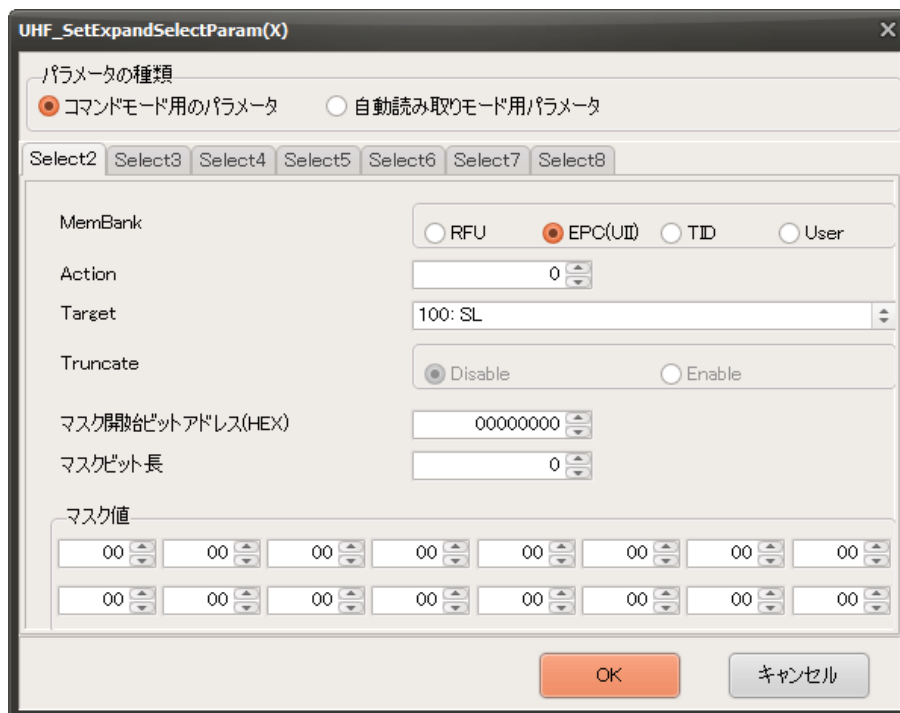 UHF_SetExpandSelectParam(X)
パラメータの種類
コマンドモード用のパラメータ 自動読み取りモード用パラメータ
Select2 Select3 Select4 Select5 Select6 Select7 Select8
MemBank RFU EPC(UII) TID User
Action 0
Target 100: SL
Truncate Disable Enable
マスク開始ビットアドレス(HEX) 00000000
マスクビット長 0
マスク値
00 00 00 00 00 00 00 00
00 00 00 00 00 00 00 00
OK キャンセル